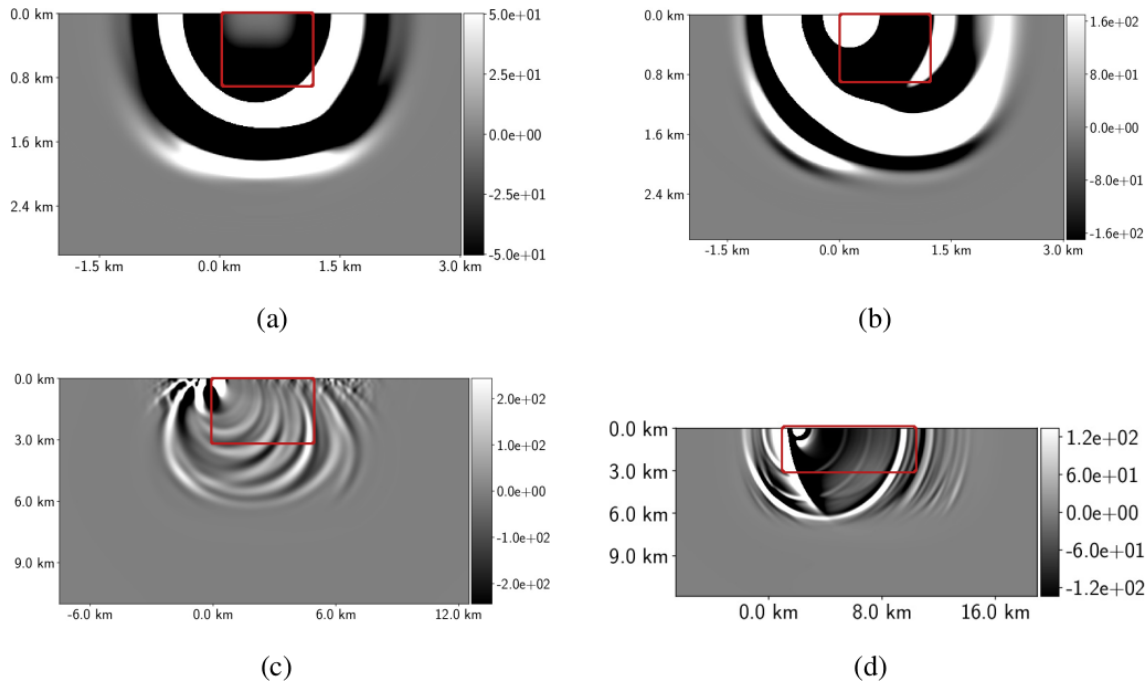 0.0 km
0.8 km
1.6 km
2.4 km
-1.5 km 0.0 km 1.5 km 3.0 km
5.0e+01
2.5e+01
0.0e+00
-2.5e+01
-5.0e+01
(a)
0.0 km
0.8 km
1.6 km
2.4 km
-1.5 km 0.0 km 1.5 km 3.0 km
1.6e+02
8.0e+01
0.0e+00
-8.0e+01
-1.6e+02
(b)
0.0 km
3.0 km
6.0 km
9.0 km
-6.0 km 0.0 km 6.0 km 12.0 km
2.0e+02
1.0e+02
0.0e+00
-1.0e+02
-2.0e+02
(c)
0.0 km
3.0 km
6.0 km
9.0 km
0.0 km 8.0 km 16.0 km
1.2e+02
6.0e+01
0.0e+00
-6.0e+01
-1.2e+02
(d)